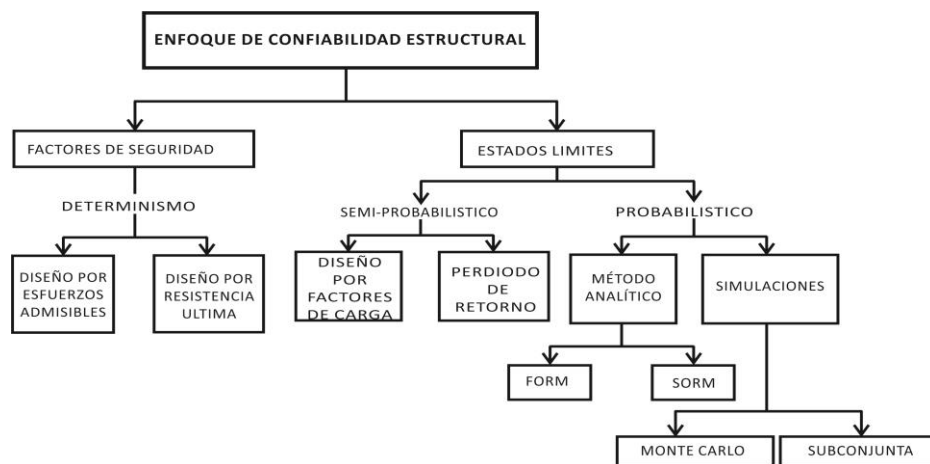 ENFOQUE DE CONFIABILIDAD ESTRUCTURAL
FACTORES DE SEGURIDAD
ESTADOS LIMITES
DETERMINISMO
SEMI-PROBABILISTICO
PROBABILISTICO
DISEÑO POR
ESFUERZOS
ADMISIBLES
DISEÑO POR
RESISTENCIA
ULTIMA
DISEÑO
POR
FACTORES
DE CARGA
PERDIODO
DE
RETORNO
MÉTODO
ANALÍTICO
SIMULACIONES
FORM
SORM
MONTE CARLO
SUBCONJUNTA